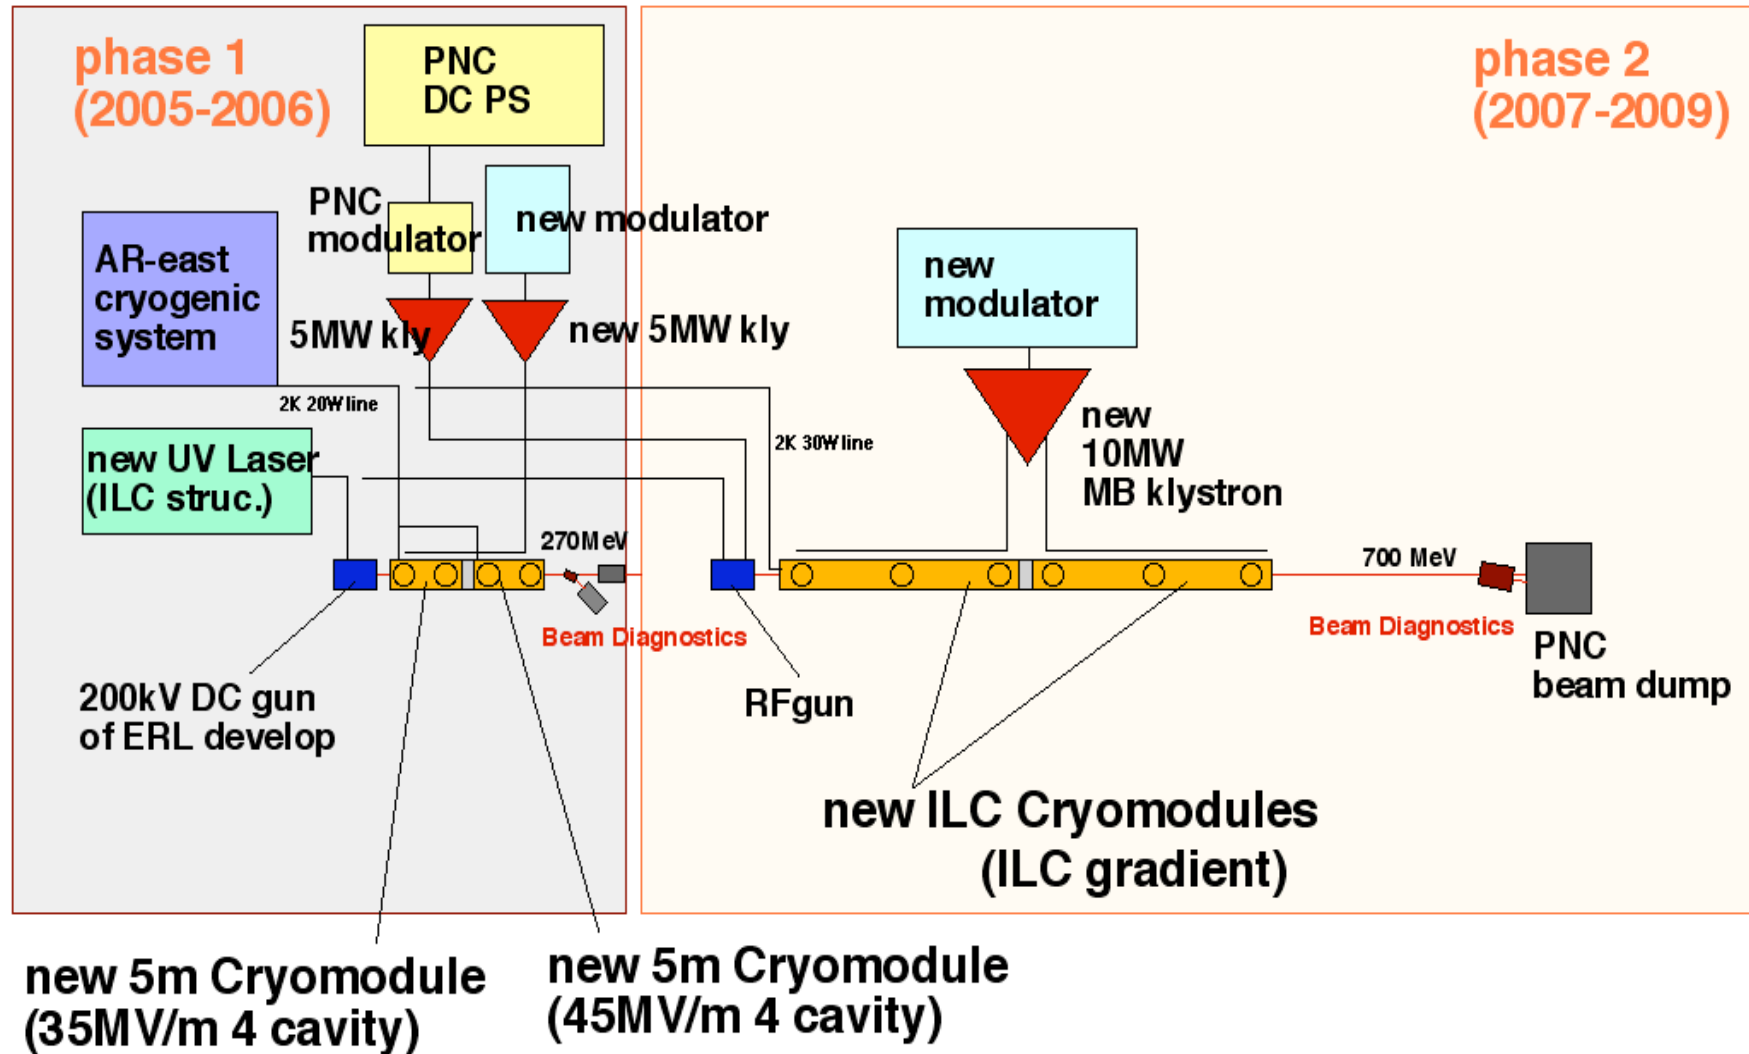 phase 1
(2005-2006)
PNC
DC PS
phase 2
(2007-2009)
PNC
modulator
new modulator
AR-east
cryogenic
system
5MW kly
new 5MW kly
new
modulator
2K 20W line
new
10MW
MB klystron
2K 30W line
new UV Laser
(ILC struc.)
270MeV
700 MeV
Beam Diagnostics
Beam Diagnostics
200kV DC gun
of ERL develop
RFgun
PNC
beam dump
new ILC Cryomodules
(ILC gradient)
new 5m Cryomodule
(35MV/m 4 cavity)
new 5m Cryomodule
(45MV/m 4 cavity)